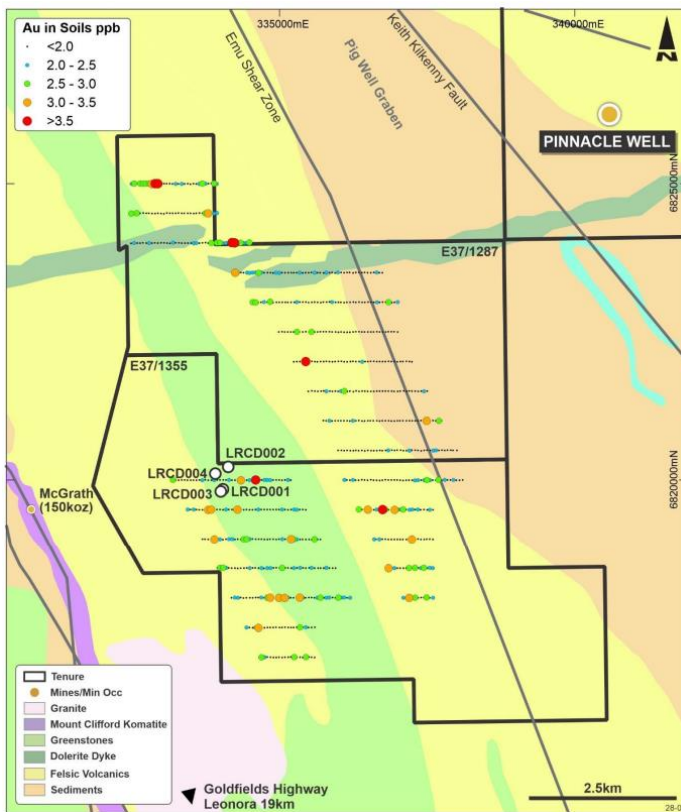 Au in Soils ppb
<2.0
2.0 - 2.5
2.5 - 3.0
3.0 - 3.5
>3.5
335000mE
340000mE
Emu Shear Zone
Pig Well Graben
Keith Kilkenny Fault
N
PINNACLE WELL
6825000mN
E37/1287
E37/1355
LRCD002
LRCD004
LRCD003
LRCD001
6820000mN
McGrath
(150koz)
Tenure
Mines/Min Occ
Granite
Mount Clifford Komatite
Greenstones
Dolerite Dyke
Felsic Volcanics
Sediments
Goldfields Highway
Leonora 19km
2.5km
28-0